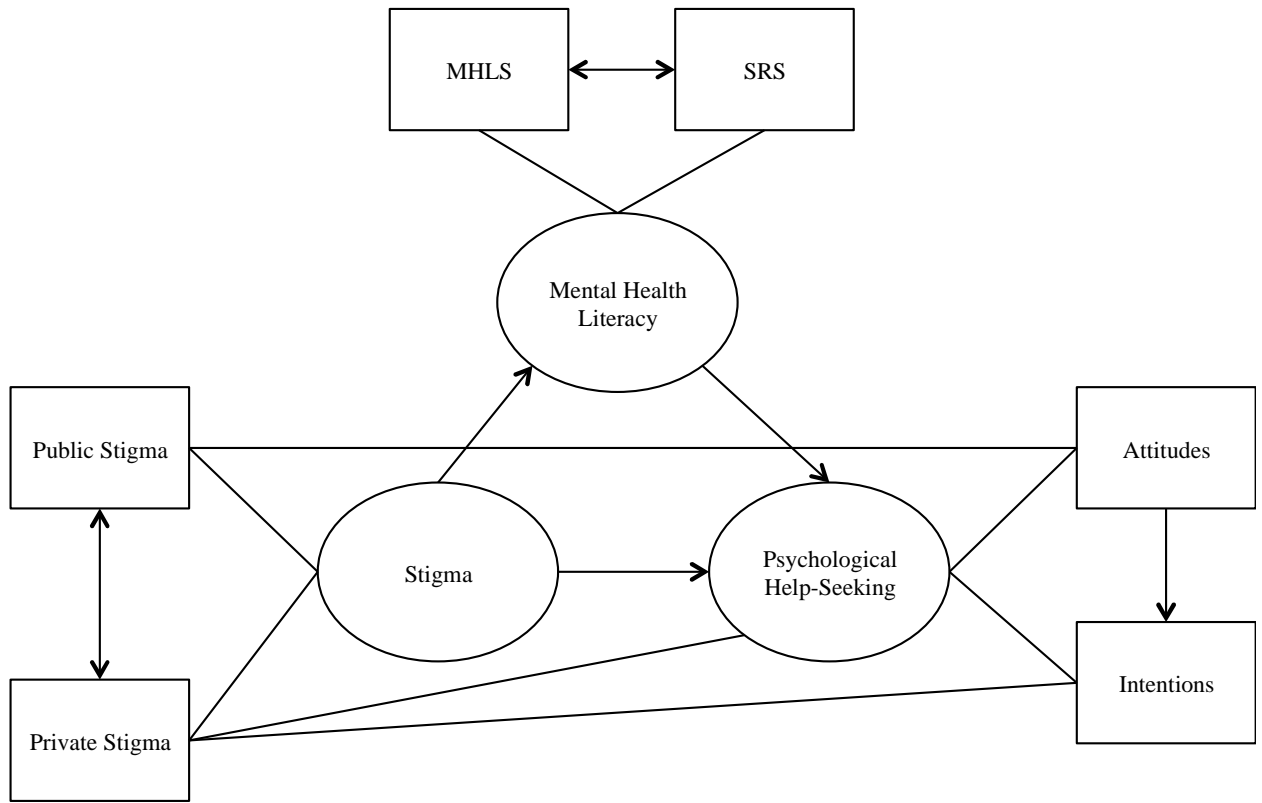 MHLS
SRS
Mental Health
Literacy
Public Stigma
Attitudes
Stigma
Psychological
Help-Seeking
Private Stigma
Intentions